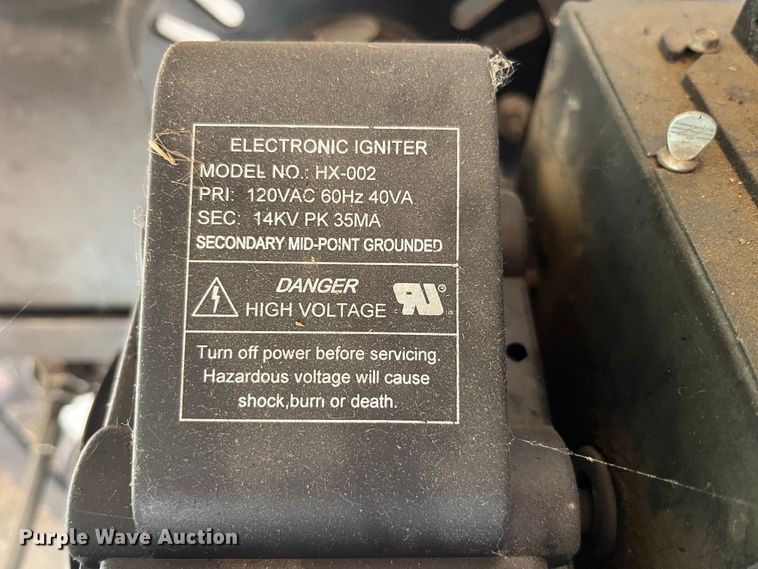 ELECTRONIC IGNITER
MODEL NO.: HX-002
PRI: 120VAC 60Hz 40VA
SEC: 14KV PK 35MA
SECONDARY MID-POINT GROUNDED
DANGER
HIGH VOLTAGE
Turn off power before servicing.
Hazardous voltage will cause
shock,burn or death.
Purple Wave Auction